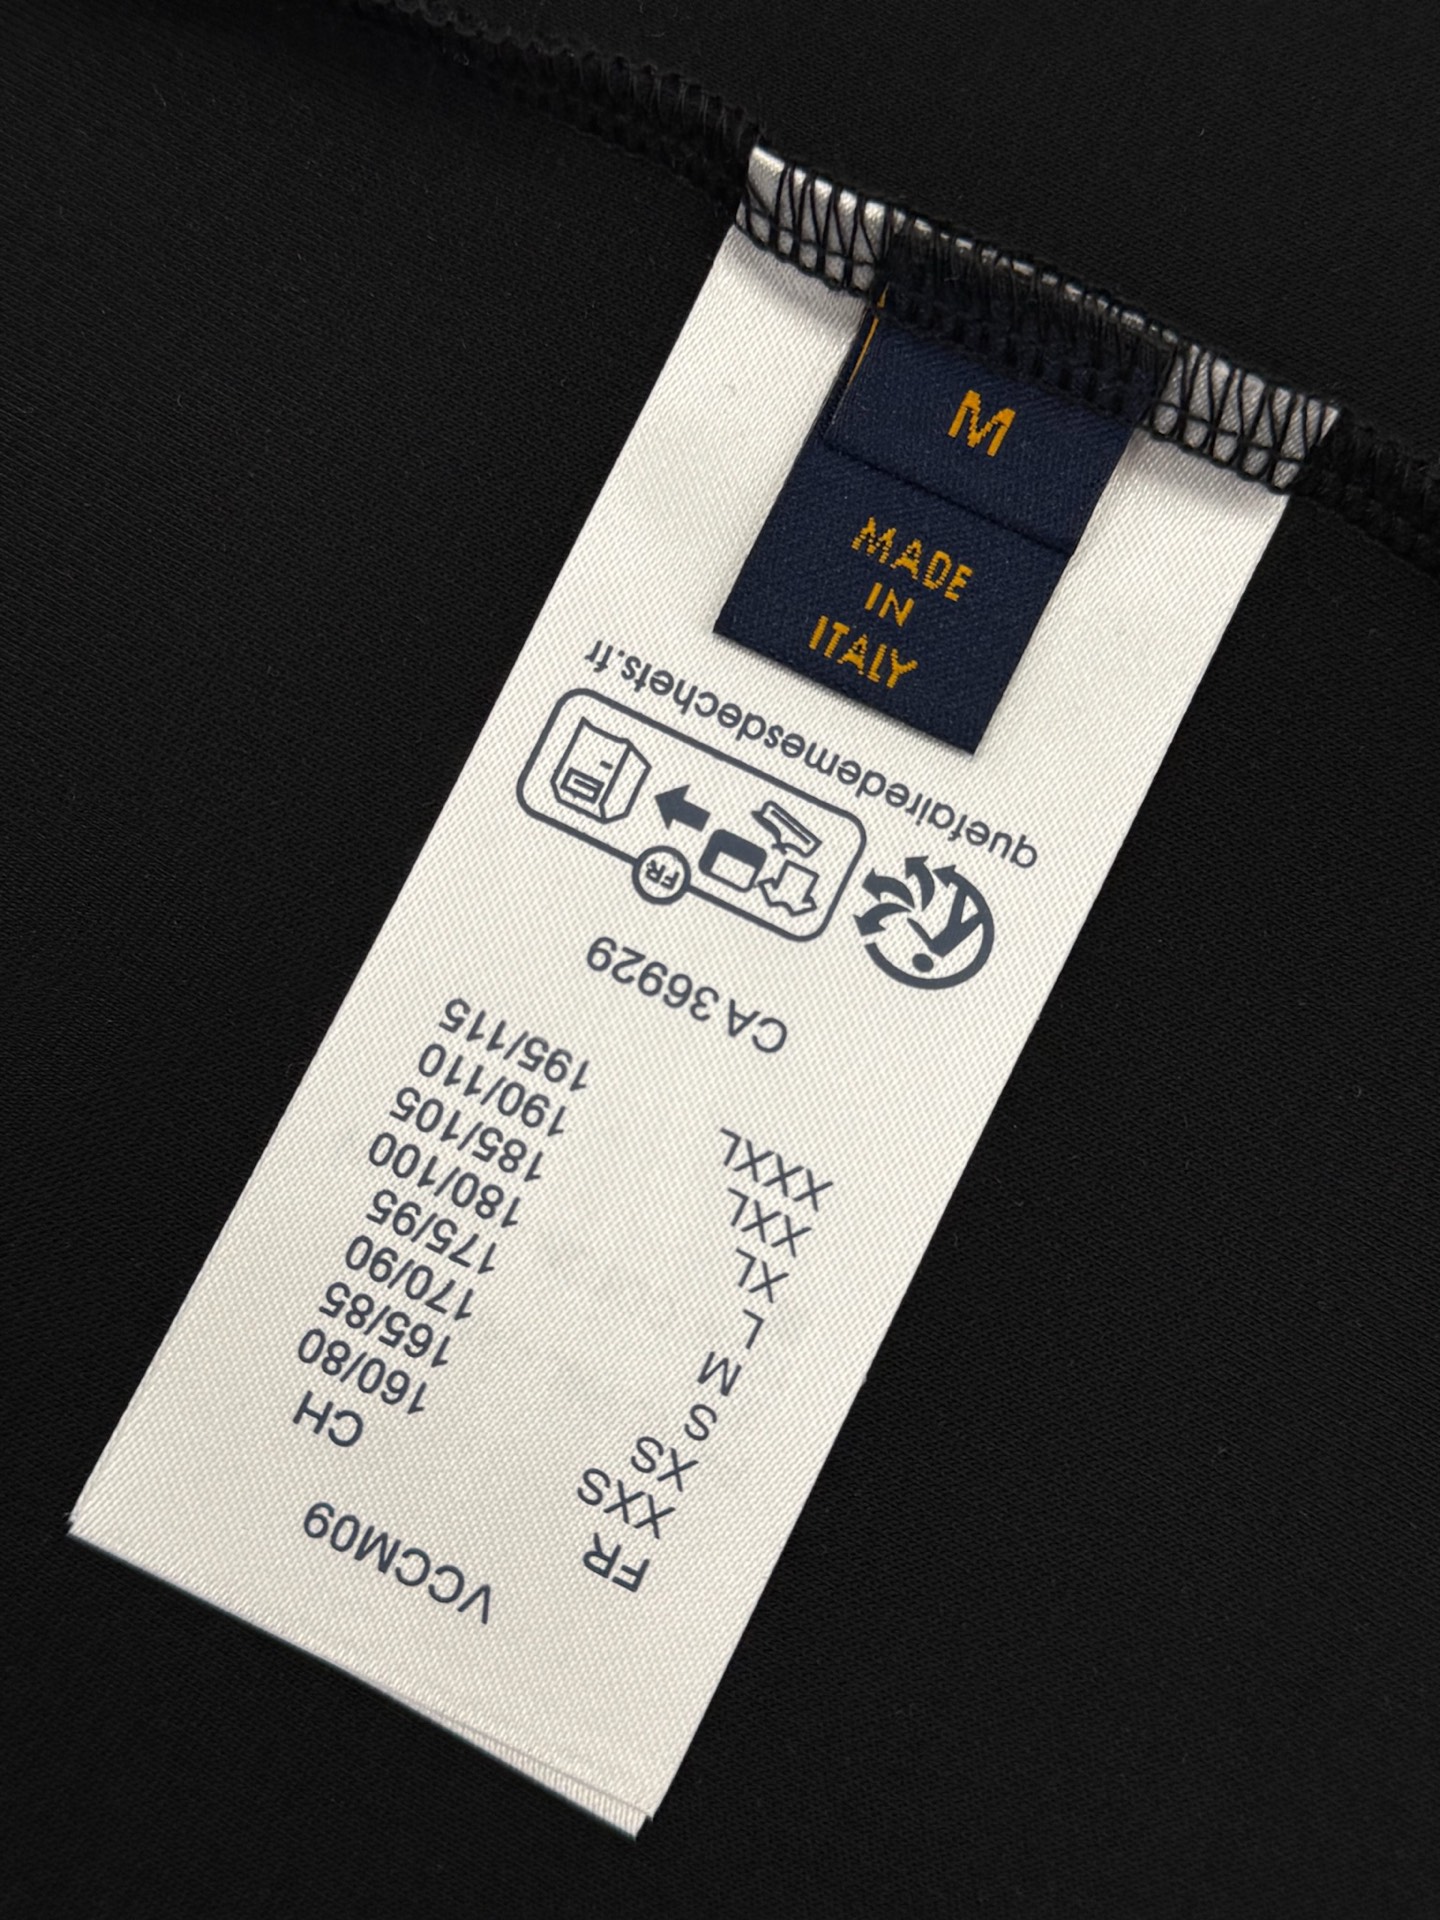 M
MADE
IN
ITALY
VCCM09
FR CH
XXS 160/80
XS 165/85
S 170/90
M 175/95
L 180/100
XL 185/105
XXL 190/110
XXXL 195/115
CA 36929
FR
quefairedemesdechets.fr